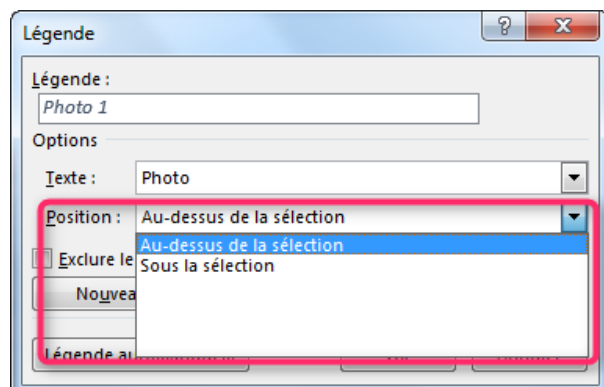 Légende
Légende :
Photo 1
Options
Texte : Photo
Position : Au-dessus de la sélection
Au-dessus de la sélection
Exclure le
Sous la sélection
Nouvea
Légende au